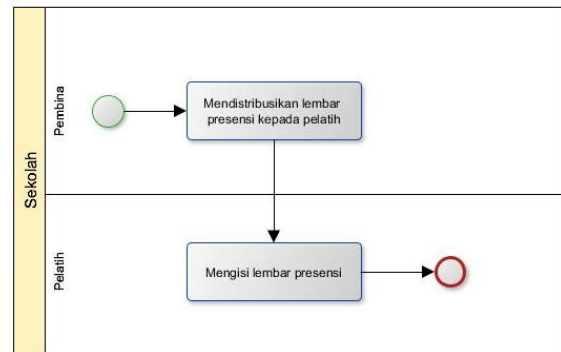 Sekolah
Pembina
Mendistribusikan lembar
presensi kepada pelatih
Pelatih
Mengisi lembar presensi